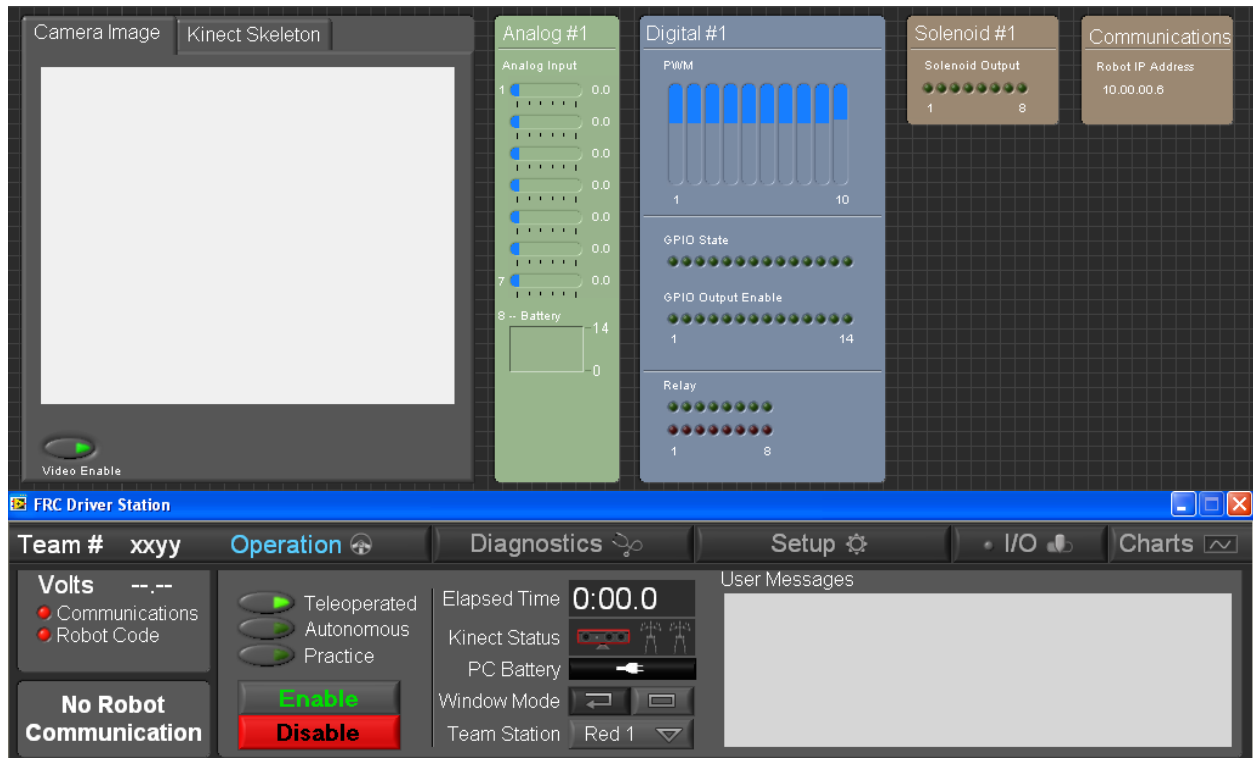 Camera Image
Kinect Skeleton
Video Enable
Analog #1
Analog Input
1 0.0
0.0
0.0
0.0
0.0
0.0
7 0.0
8 -- Battery
14
0
Digital #1
PWM
1 10
GPIO State
GPIO Output Enable
1 14
Relay
1 8
Solenoid #1
Solenoid Output
1 8
Communications
Robot IP Address
10.00.00.6
FRC Driver Station
Team # xxyy
Operation
Diagnostics
Setup
I/O
Charts
Volts --.--
Communications
Robot Code
No Robot
Communication
Teleoperated
Autonomous
Practice
Enable
Disable
Elapsed Time 0:00.0
Kinect Status
PC Battery
Window Mode
Team Station Red 1
User Messages